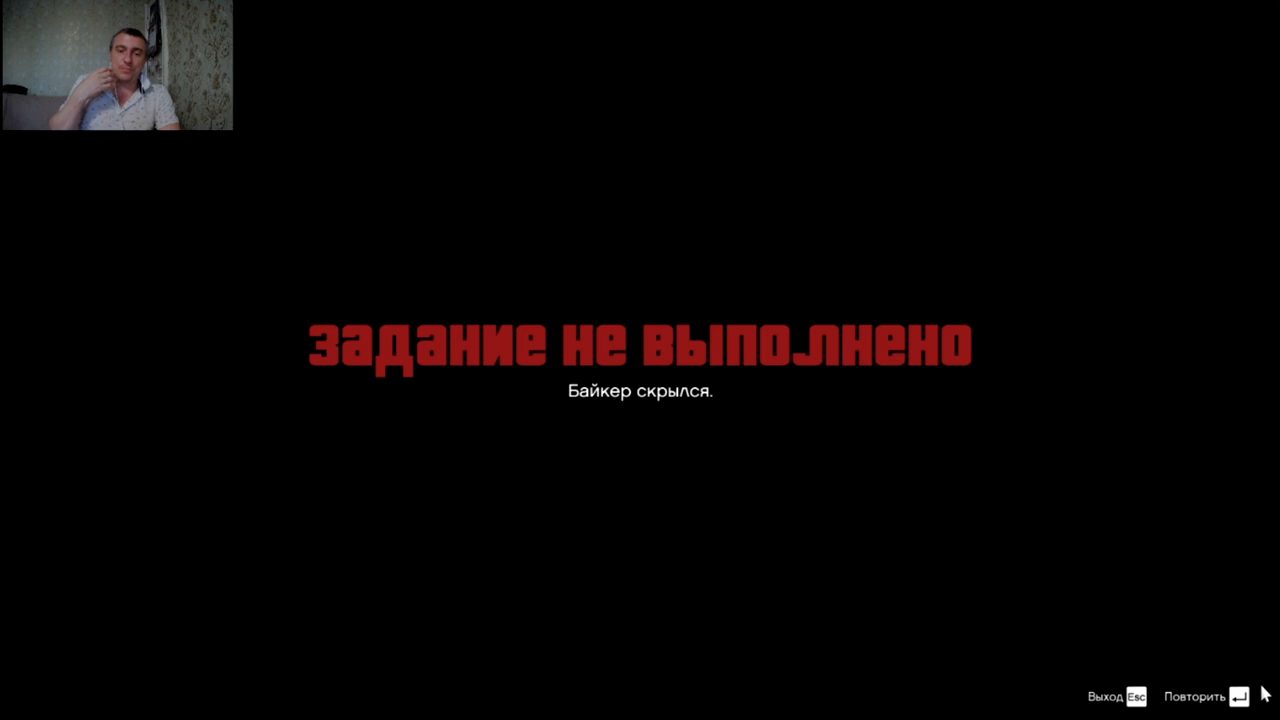 задание не выполнено
Байкер скрылся.
Выход Esc Повторить